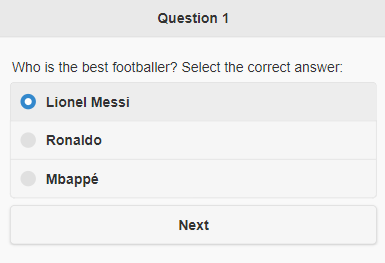 Question 1
Who is the best footballer? Select the correct answer:
Lionel Messi
Ronaldo
Mbappé
Next